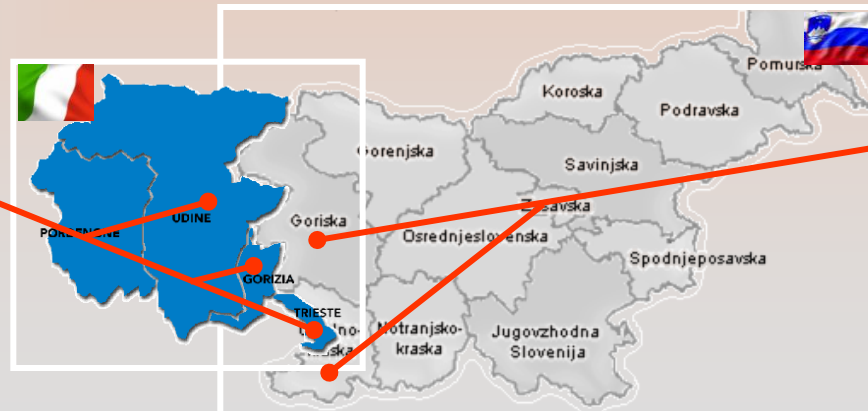 Pomurska
Koroska
Podravska
Gorenjska
Savinjska
Zasavska
UDINE
Goriska
PORDENONE
Osrednjeslovenska
Spodnjeposavska
GORIZIA
TRIESTE
Notranjsko-
kraska
Jugovzhodna
Slovenija